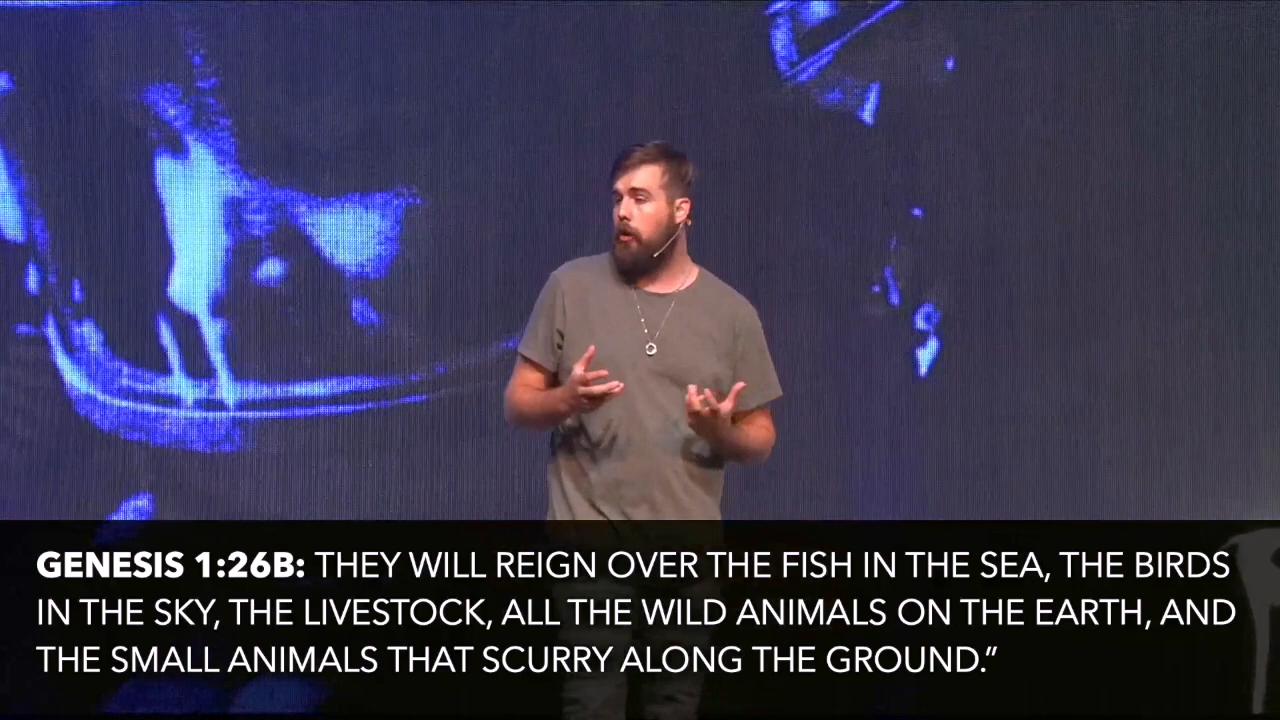 GENESIS 1:26B: THEY WILL REIGN OVER THE FISH IN THE SEA, THE BIRDS
IN THE SKY, THE LIVESTOCK, ALL THE WILD ANIMALS ON THE EARTH, AND
THE SMALL ANIMALS THAT SCURRY ALONG THE GROUND.”